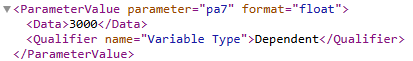 <ParameterValue parameter="pa7" format="float">
<Data>3000</Data>
<Qualifier name="Variable Type">Dependent</Qualifier>
</ParameterValue>